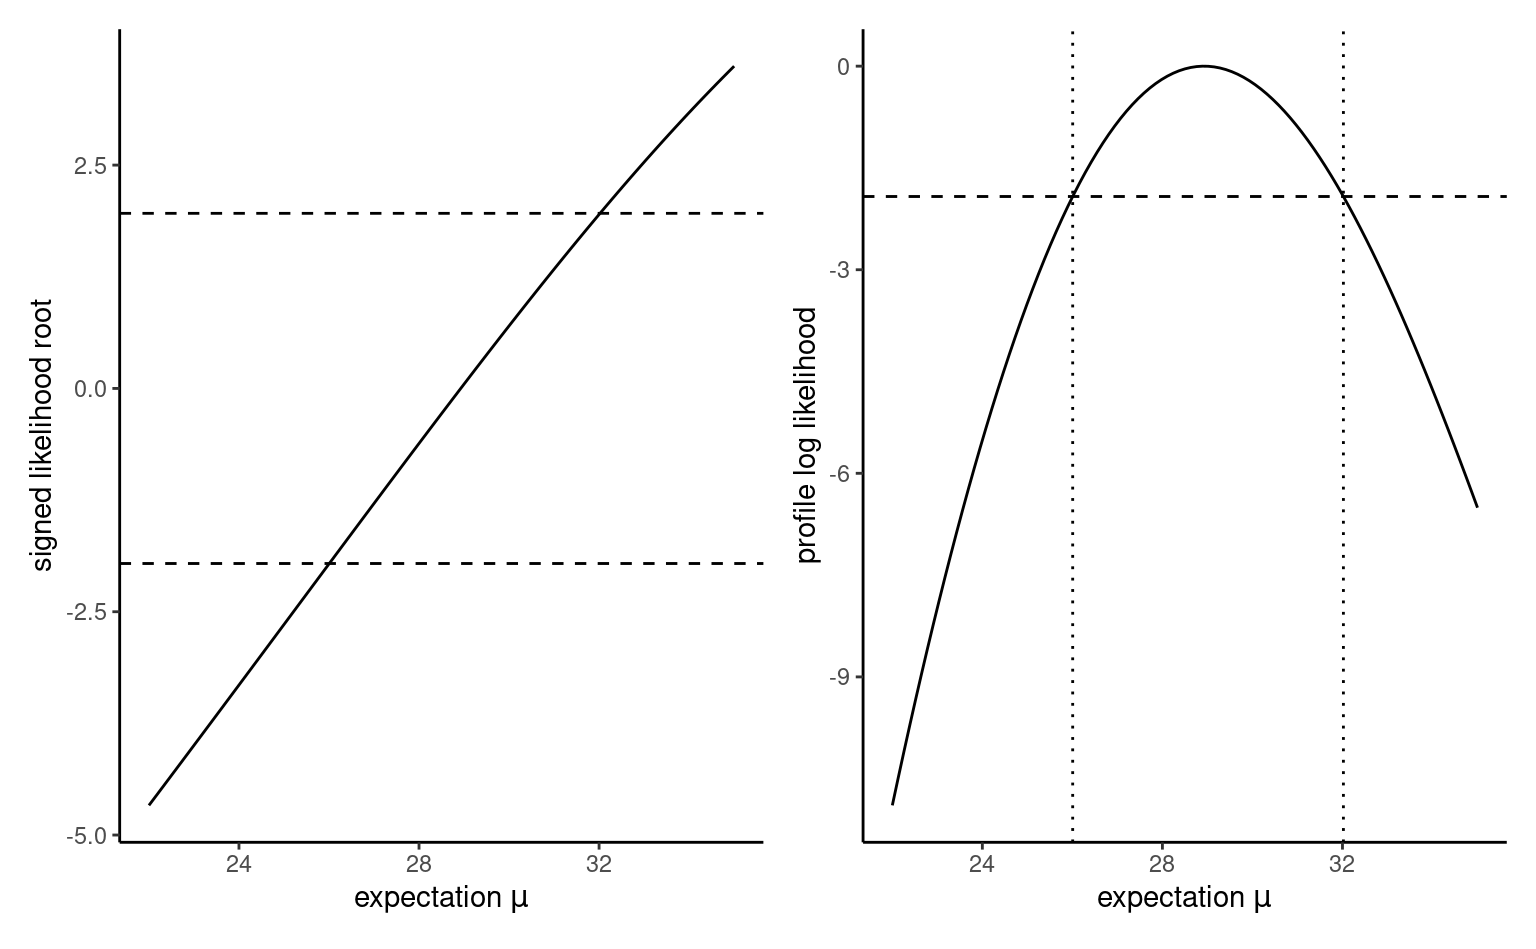 signed likelihood root
2.5
0.0
-2.5
-5.0
24 28 32
expectation μ
profile log likelihood
0
-3
-6
-9
24 28 32
expectation μ